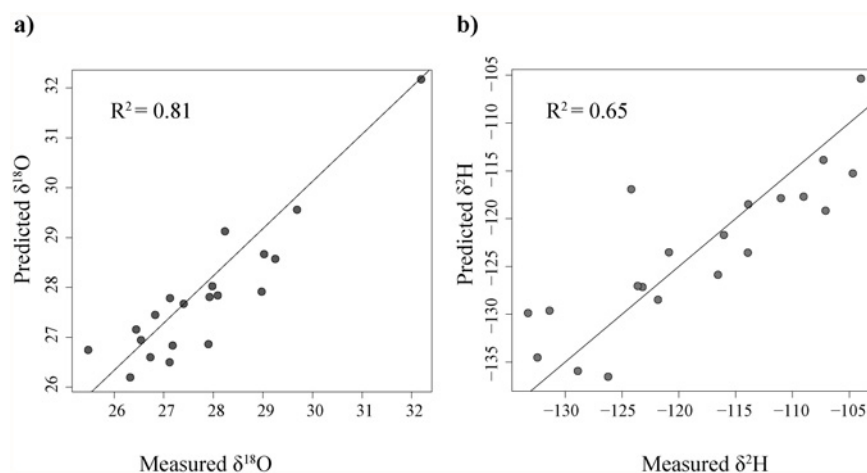 a)
R² = 0.81
Predicted δ¹⁸O
32
31
30
29
28
27
26
26 27 28 29 30 31 32
Measured δ¹⁸O
b)
R² = 0.65
Predicted δ²H
−105
−115
−120
−125
−130
−135
−130 −125 −120 −115 −110 −105
Measured δ²H